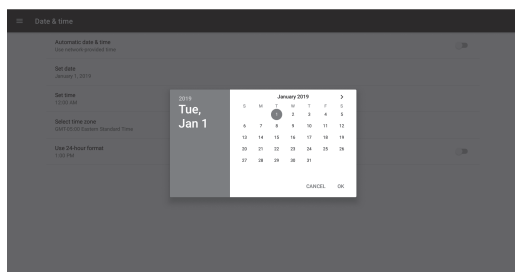 Date & time
Automatic date & time
Use network-provided time
Set date
January 1, 2019
Set time
12:00 AM
Select time zone
GMT-05:00 Eastern Standard Time
Use 24-hour format
1:00 PM
2019
Tue,
Jan 1
January 2019
S M T W T F S
1 2 3 4 5
6 7 8 9 10 11 12
13 14 15 16 17 18 19
20 21 22 23 24 25 26
27 28 29 30 31
CANCEL OK